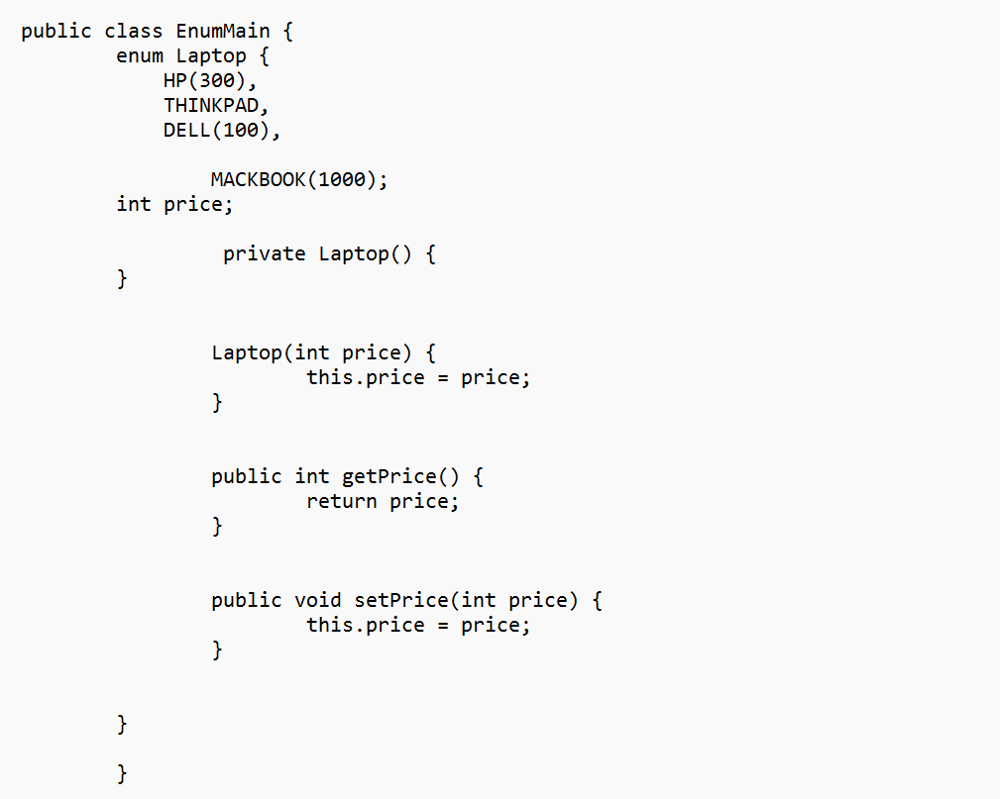 public class EnumMain {
enum Laptop {
HP(300),
THINKPAD,
DELL(100),
MACKBOOK(1000);
int price;
private Laptop() {
}
Laptop(int price) {
this.price = price;
}
public int getPrice() {
return price;
}
public void setPrice(int price) {
this.price = price;
}
}
}